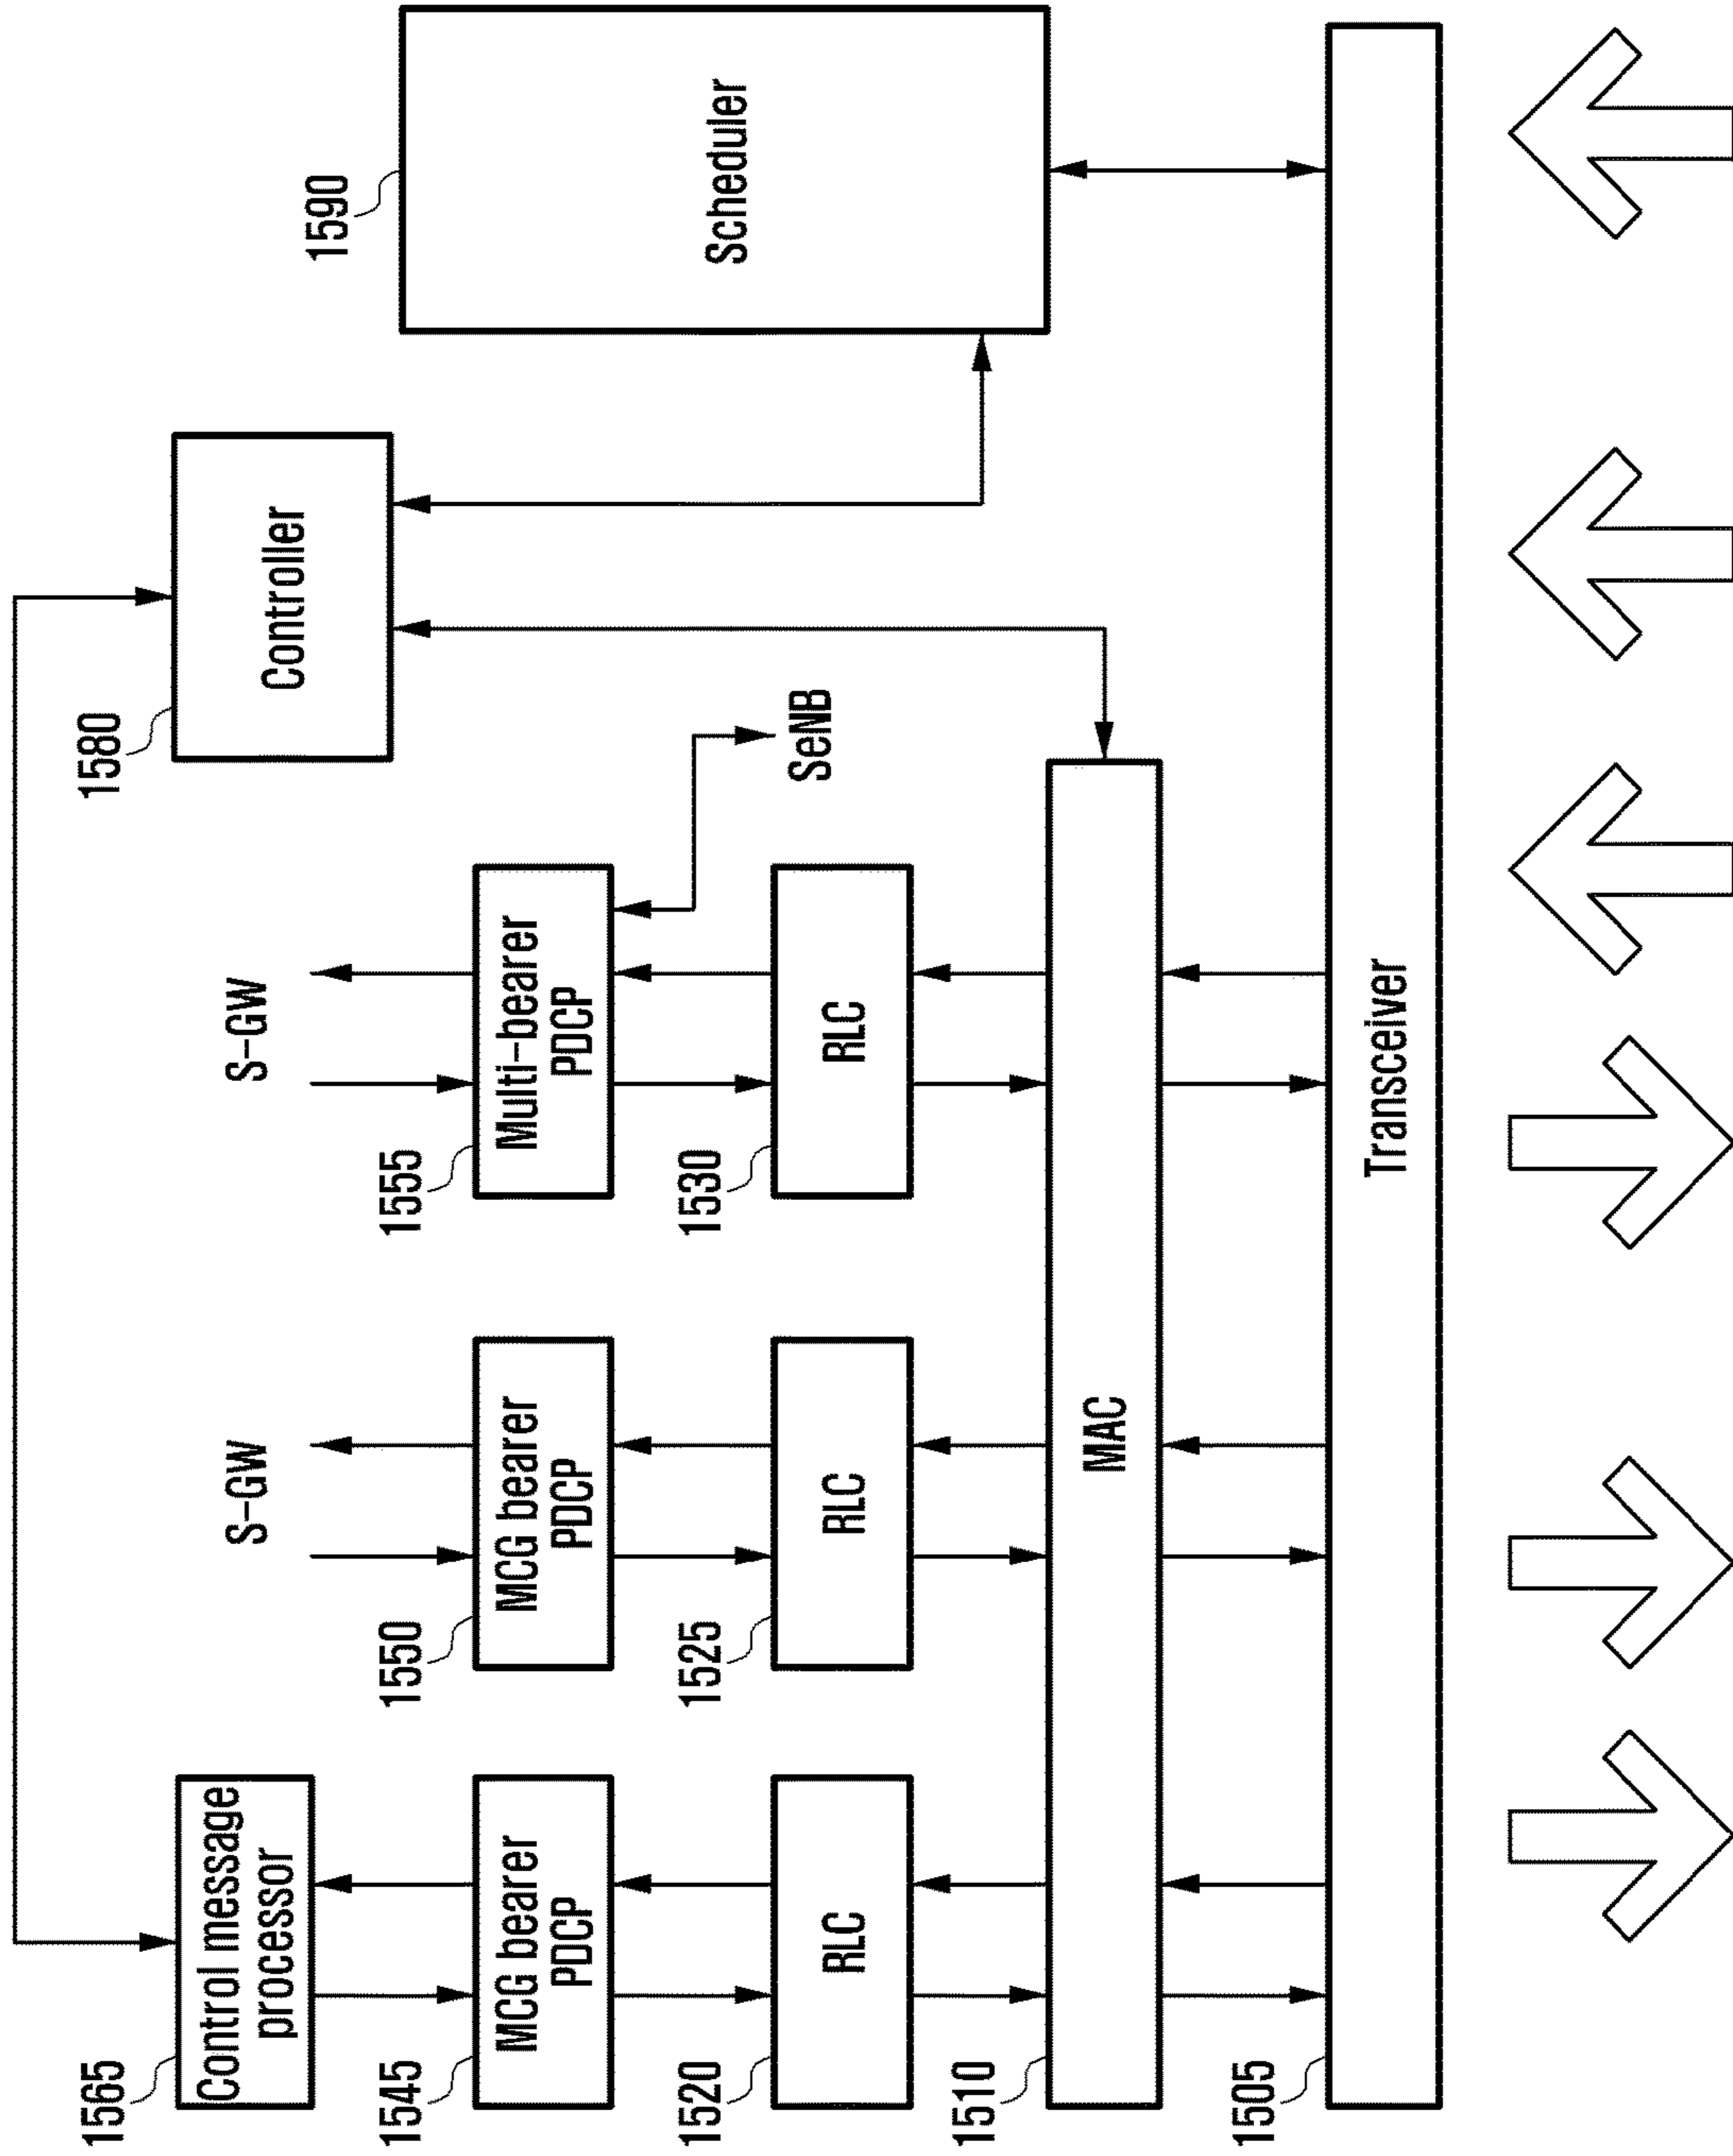 1565
Control message
processor
S-GW
S-GW
1580
Controller
1590
Scheduler
1545
MCG bearer
PDCP
1550
MCG bearer
PDCP
1555
Multi-bearer
PDCP
SeNB
1520
RLC
1525
RLC
1530
RLC
1510
MAC
1505
Transceiver